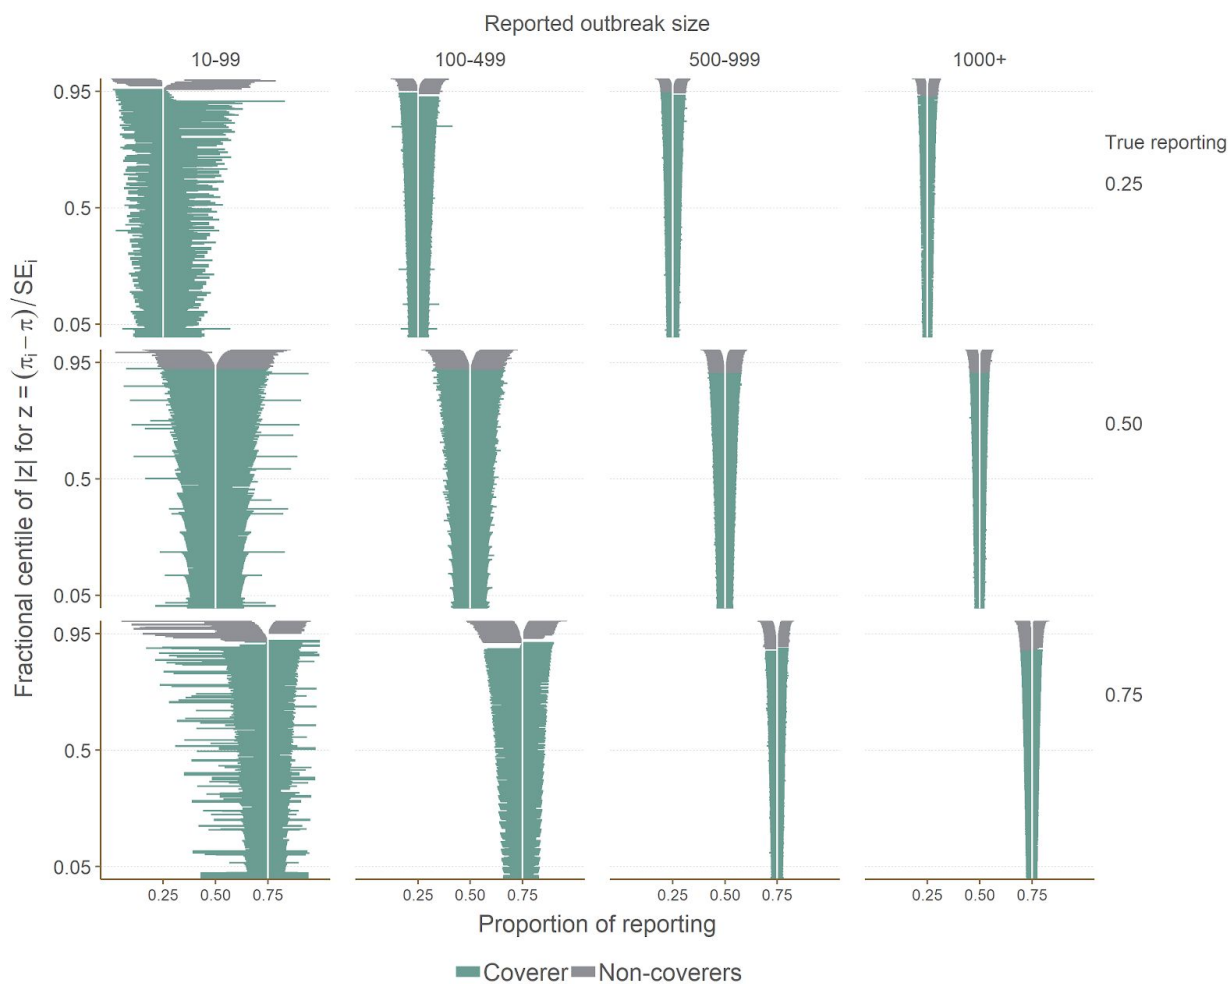 Reported outbreak size
10-99 100-499 500-999 1000+
Fractional centile of |z| for z = (πᵢ−π)/SEᵢ
0.95
0.5
0.05
True reporting
0.25
0.95
0.5
0.05
0.50
0.95
0.5
0.05
0.75
0.25 0.50 0.75 0.25 0.50 0.75 0.25 0.50 0.75 0.25 0.50 0.75
Proportion of reporting
Coverer Non-coverers